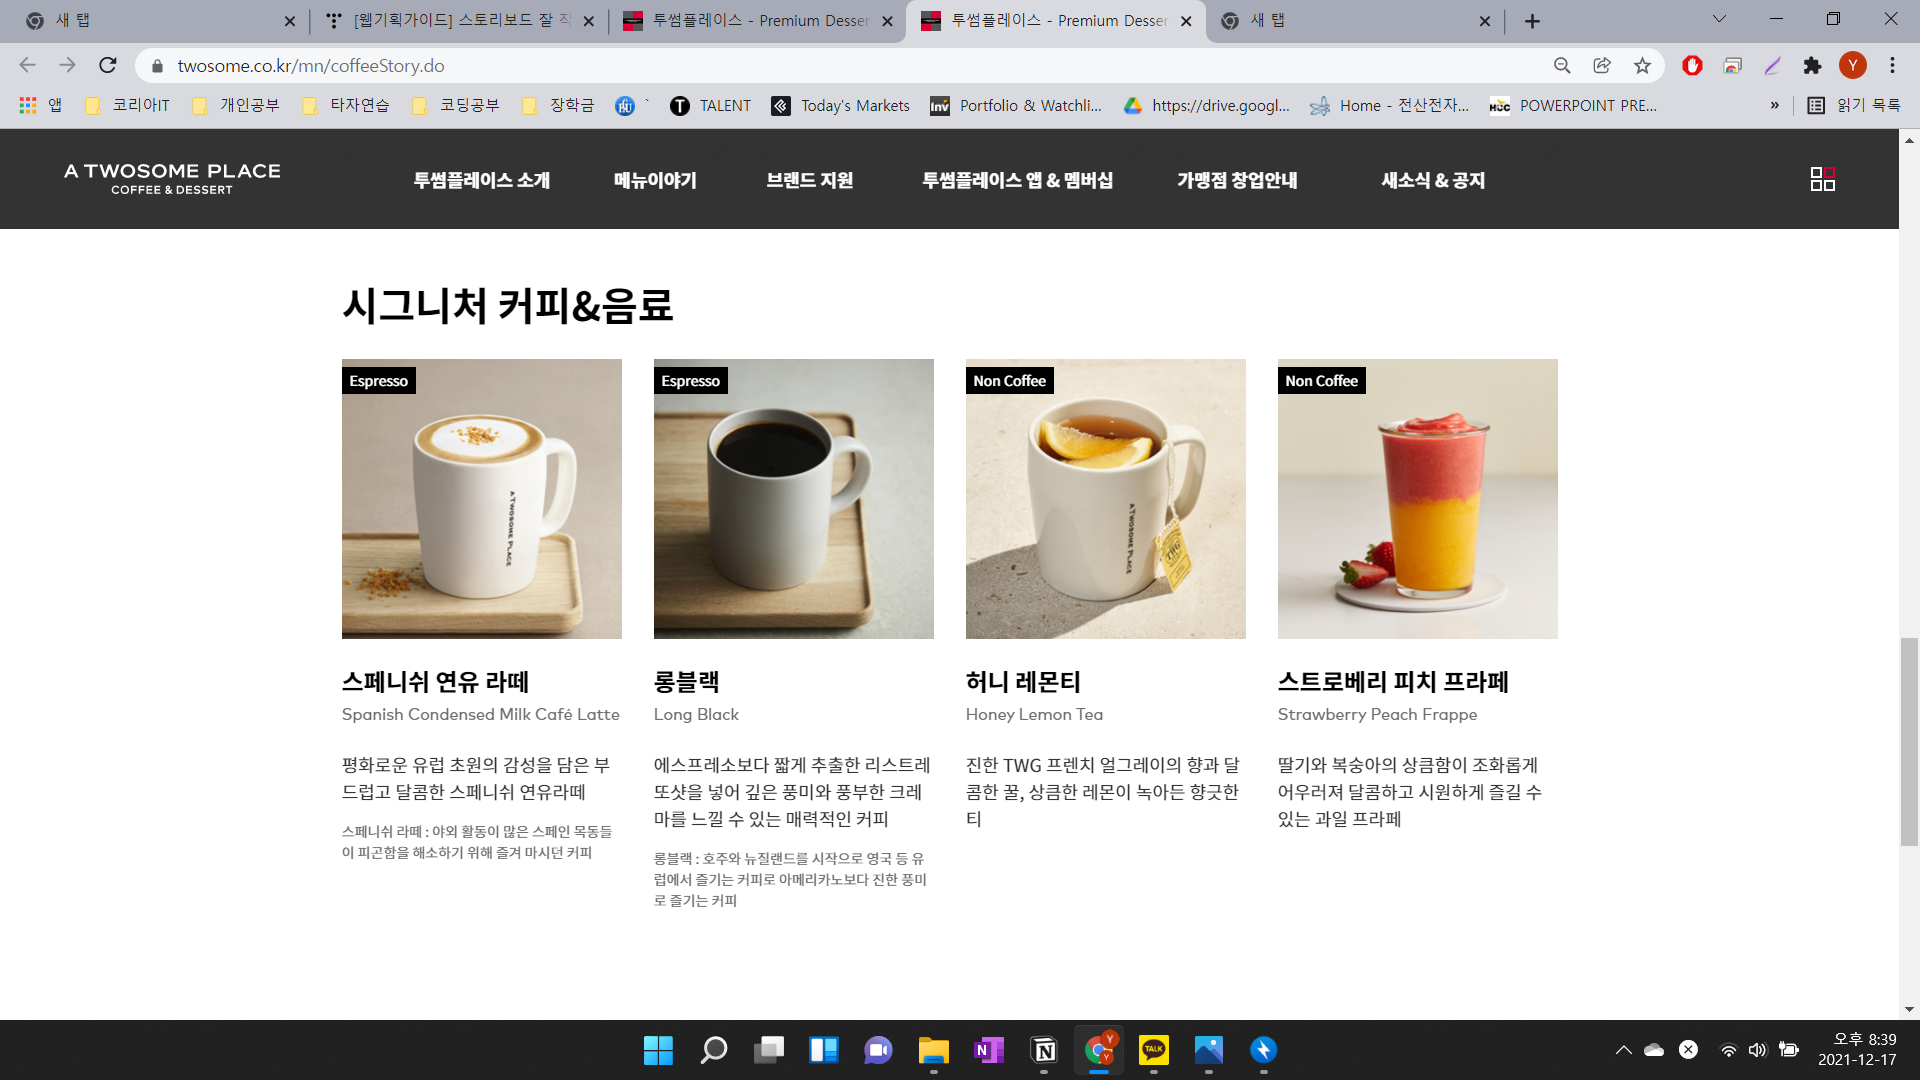 새 탭
[웹기획가이드] 스토리보드 잘 작
투썸플레이스 - Premium Desser
투썸플레이스 - Premium Desser
새 탭
twosome.co.kr/mn/coffeeStory.do
Y
앱
코리아IT
개인공부
타자연습
코딩공부
장학금
`
TALENT
Today's Markets
Inv
Portfolio & Watchli...
https://drive.googl...
Home - 전산전자...
POWERPOINT PRE...
»
읽기 목록
A TWOSOME PLACE
COFFEE & DESSERT
투썸플레이스 소개
메뉴이야기
브랜드 지원
투썸플레이스 앱 & 멤버십
가맹점 창업안내
새소식 & 공지
시그니처 커피&음료
Espresso
Espresso
Non Coffee
Non Coffee
A TWOSOME PLACE
A TWOSOME PLACE
TWG
스페니쉬 연유 라떼
Spanish Condensed Milk Café Latte
평화로운 유럽 초원의 감성을 담은 부
드럽고 달콤한 스페니쉬 연유라떼
스페니쉬 라떼 : 야외 활동이 많은 스페인 목동들
이 피곤함을 해소하기 위해 즐겨 마시던 커피
롱블랙
Long Black
에스프레소보다 짧게 추출한 리스트레
또샷을 넣어 깊은 풍미와 풍부한 크레
마를 느낄 수 있는 매력적인 커피
롱블랙 : 호주와 뉴질랜드를 시작으로 영국 등 유
럽에서 즐기는 커피로 아메리카노보다 진한 풍미
로 즐기는 커피
허니 레몬티
Honey Lemon Tea
진한 TWG 프렌치 얼그레이의 향과 달
콤한 꿀, 상큼한 레몬이 녹아든 향긋한
티
스트로베리 피치 프라페
Strawberry Peach Frappe
딸기와 복숭아의 상큼함이 조화롭게
어우러져 달콤하고 시원하게 즐길 수
있는 과일 프라페
N
N
Y
Y
TALK
오후 8:39
2021-12-17